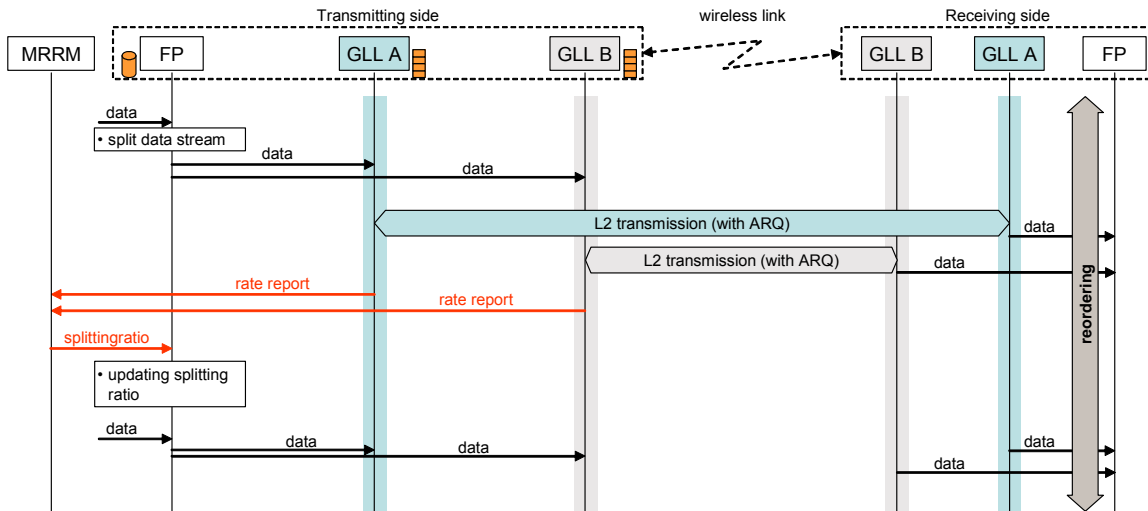 Transmitting side
wireless link
Receiving side
MRRM
FP
GLL A
GLL B
GLL B
GLL A
FP
data
• split data stream
data
data
L2 transmission (with ARQ)
data
L2 transmission (with ARQ)
data
rate report
rate report
splittingratio
• updating splitting
ratio
reordering
data
data
data
data
data